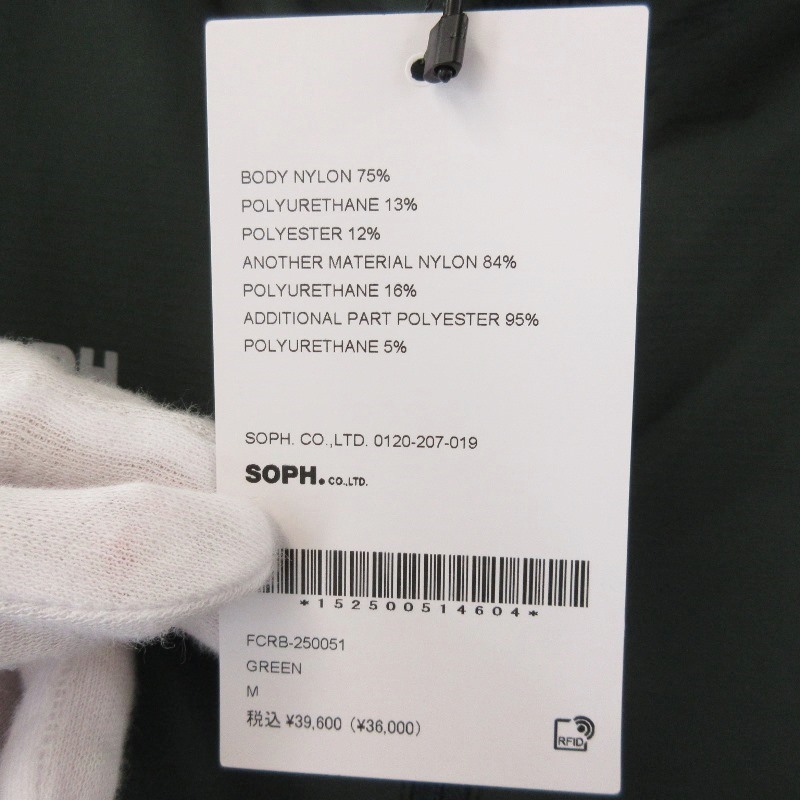 BODY NYLON 75%
POLYURETHANE 13%
POLYESTER 12%
ANOTHER MATERIAL NYLON 84%
POLYURETHANE 16%
ADDITIONAL PART POLYESTER 95%
POLYURETHANE 5%
SOPH. CO.,LTD. 0120-207-019
SOPH. CO.,LTD.
*152500514604*
FCRB-250051
GREEN
M
税込 ¥39,600 (¥36,000)
RFID